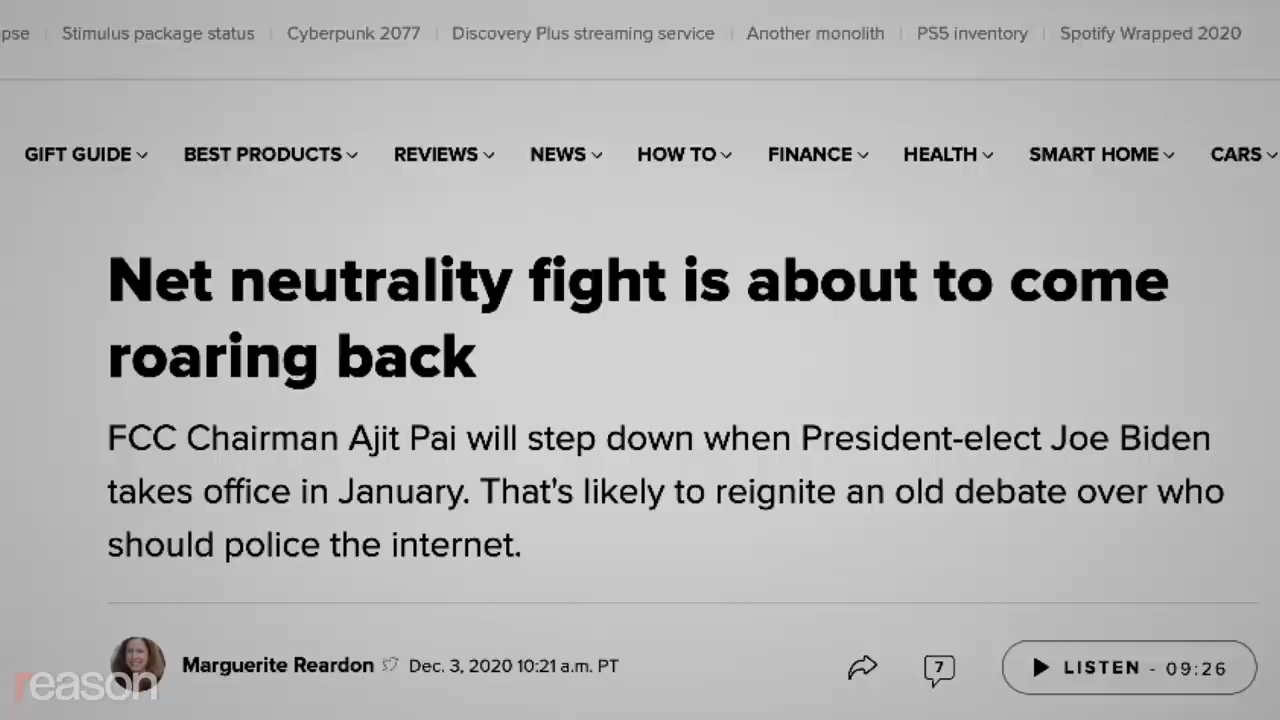 pse | Stimulus package status | Cyberpunk 2077 | Discovery Plus streaming service | Another monolith | PS5 inventory | Spotify Wrapped 2020
GIFT GUIDE BEST PRODUCTS REVIEWS NEWS HOW TO FINANCE HEALTH SMART HOME CARS
Net neutrality fight is about to come
roaring back
FCC Chairman Ajit Pai will step down when President-elect Joe Biden
takes office in January. That's likely to reignite an old debate over who
should police the internet.
Marguerite Reardon Dec. 3, 2020 10:21 a.m. PT 7 LISTEN - 09:26
reason